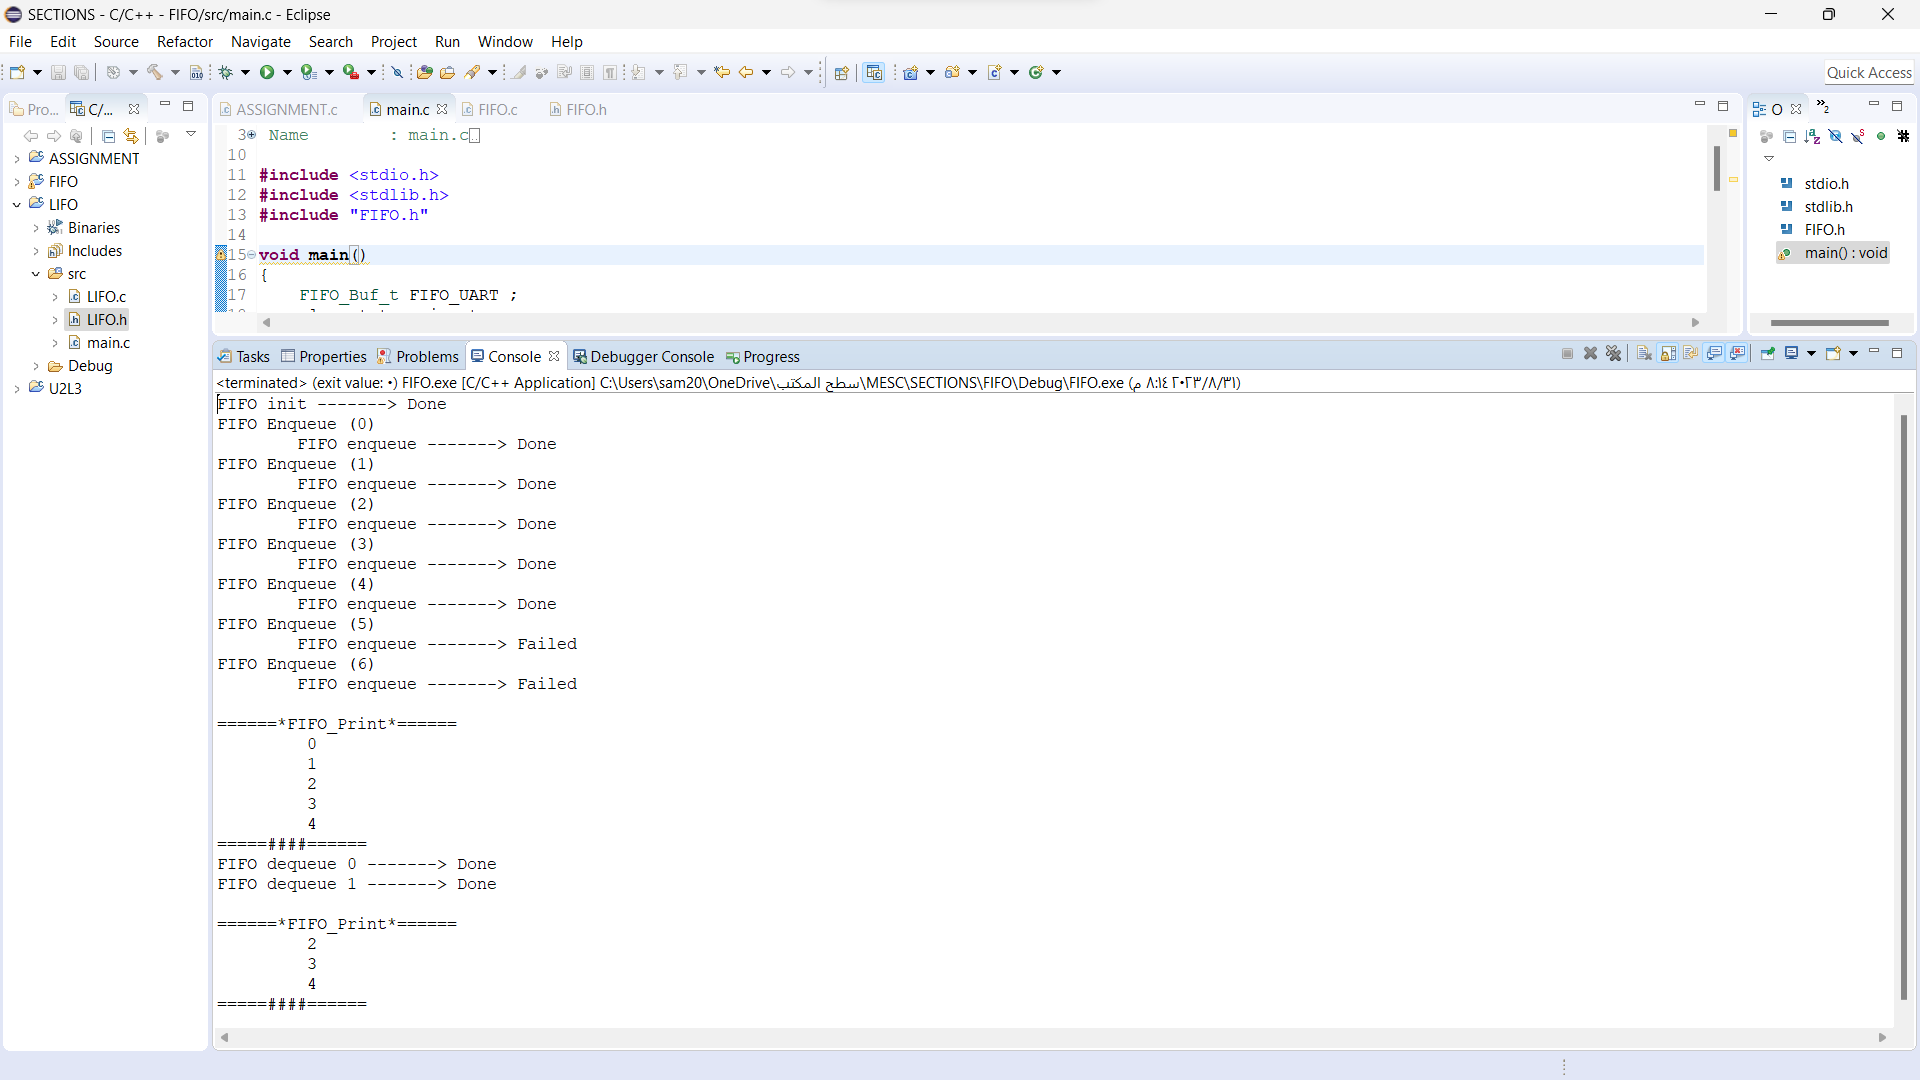 SECTIONS - C/C++ - FIFO/src/main.c - Eclipse
File Edit Source Refactor Navigate Search Project Run Window Help
Quick Access
Pro... C/...
ASSIGNMENT
FIFO
LIFO
Binaries
Includes
src
LIFO.c
LIFO.h
main.c
Debug
U2L3
ASSIGNMENT.c main.c FIFO.c FIFO.h
3 Name : main.c
10
11 #include <stdio.h>
12 #include <stdlib.h>
13 #include "FIFO.h"
14
15 void main()
16 {
17 FIFO_Buf_t FIFO_UART ;
O »2
stdio.h
stdlib.h
FIFO.h
main() : void
Tasks Properties Problems Console Debugger Console Progress
<terminated> (exit value: ٠) FIFO.exe [C/C++ Application] C:\Users\sam20\OneDrive\سطح المكتب\MESC\SECTIONS\FIFO\Debug\FIFO.exe (٣١/٨/٢٠٢٣ ٨:١٤ م)
FIFO init -------> Done
FIFO Enqueue (0)
FIFO enqueue -------> Done
FIFO Enqueue (1)
FIFO enqueue -------> Done
FIFO Enqueue (2)
FIFO enqueue -------> Done
FIFO Enqueue (3)
FIFO enqueue -------> Done
FIFO Enqueue (4)
FIFO enqueue -------> Done
FIFO Enqueue (5)
FIFO enqueue -------> Failed
FIFO Enqueue (6)
FIFO enqueue -------> Failed
======*FIFO_Print*======
0
1
2
3
4
=====####======
FIFO dequeue 0 -------> Done
FIFO dequeue 1 -------> Done
======*FIFO_Print*======
2
3
4
=====####======